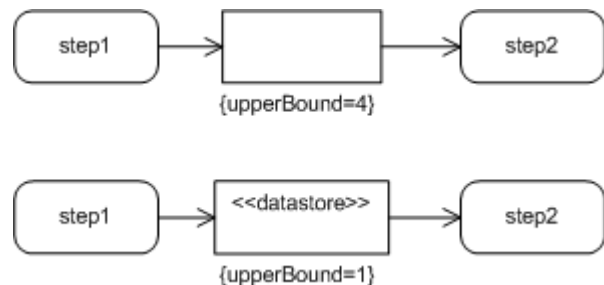 step1
step2
{upperBound=4}
step1
<<datastore>>
step2
{upperBound=1}